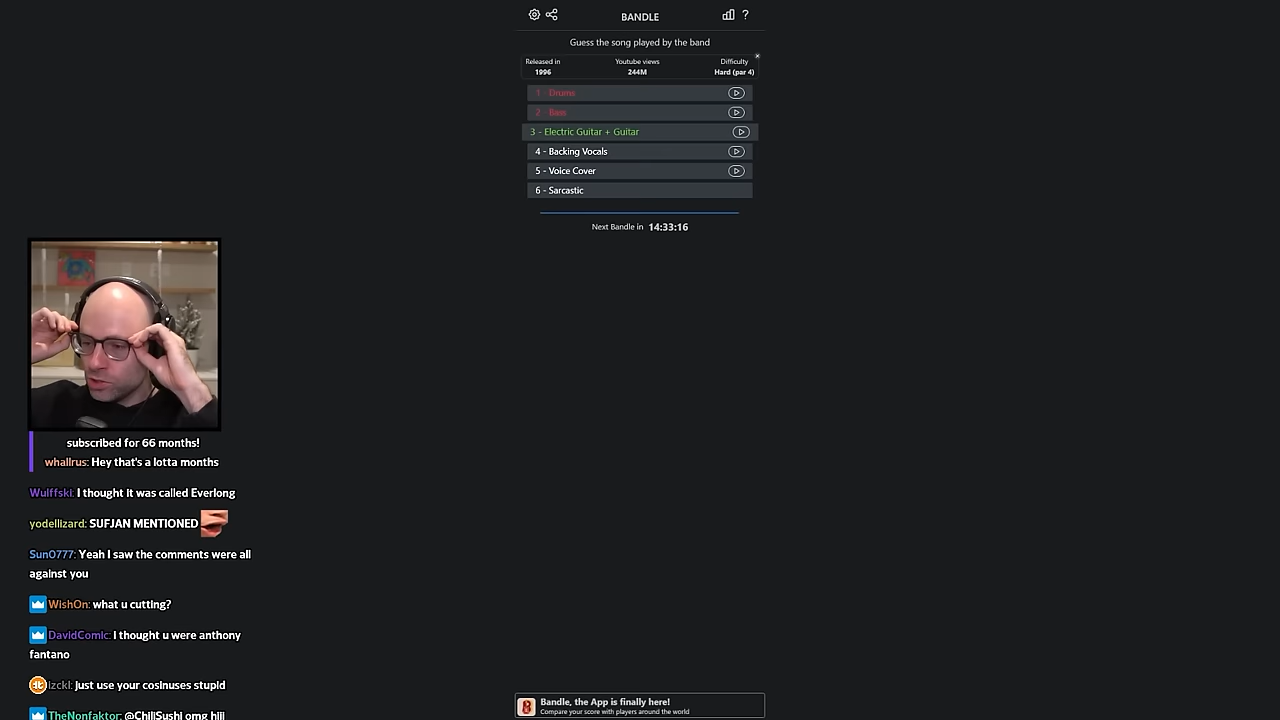 BANDLE
?
Guess the song played by the band
Released in
1996
Youtube views
244M
Difficulty
Hard (par 4)
1 - Drums
2 - Bass
3 - Electric Guitar + Guitar
4 - Backing Vocals
5 - Voice Cover
6 - Sarcastic
Next Bandle in 14:33:16
subscribed for 66 months!
whallrus: Hey that's a lotta months
Wulffski: I thought it was called Everlong
yodellizard: SUFJAN MENTIONED
Sun0777: Yeah I saw the comments were all
against you
WishOn: what u cutting?
DavidComic: I thought u were anthony
fantano
izckl: just use your cosinuses stupid
TheNonfaktor: @ChiliSushi omg hiii
Bandle, the App is finally here!
Compare your score with players around the world